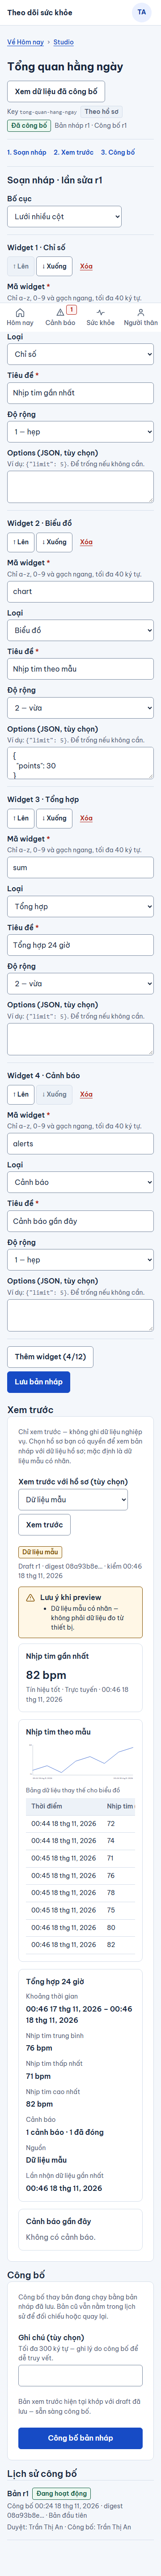 Theo dõi sức khỏe
TA
Về Hôm nay › Studio
Tổng quan hằng ngày
Xem dữ liệu đã công bố
Key tong-quan-hang-ngay Theo hồ sơ
Đã công bố Bản nháp r1 · Công bố r1
1. Soạn nháp 2. Xem trước 3. Công bố
Soạn nháp · lần sửa r1
Bố cục
Lưới nhiều cột
Widget 1 · Chỉ số
↑ Lên ↓ Xuống Xóa
Mã widget *
Chỉ a–z, 0–9 và gạch ngang, tối đa 40 ký tự.
Hôm nay
1
Cảnh báo
Sức khỏe
Người thân
Loại
Chỉ số
Tiêu đề *
Nhịp tim gần nhất
Độ rộng
1 — hẹp
Options (JSON, tùy chọn)
Ví dụ: {"limit": 5}. Để trống nếu không cần.
Widget 2 · Biểu đồ
↑ Lên ↓ Xuống Xóa
Mã widget *
Chỉ a–z, 0–9 và gạch ngang, tối đa 40 ký tự.
chart
Loại
Biểu đồ
Tiêu đề *
Nhịp tim theo mẫu
Độ rộng
2 — vừa
Options (JSON, tùy chọn)
Ví dụ: {"limit": 5}. Để trống nếu không cần.
{
"points": 30
}
Widget 3 · Tổng hợp
↑ Lên ↓ Xuống Xóa
Mã widget *
Chỉ a–z, 0–9 và gạch ngang, tối đa 40 ký tự.
sum
Loại
Tổng hợp
Tiêu đề *
Tổng hợp 24 giờ
Độ rộng
2 — vừa
Options (JSON, tùy chọn)
Ví dụ: {"limit": 5}. Để trống nếu không cần.
Widget 4 · Cảnh báo
↑ Lên ↓ Xuống Xóa
Mã widget *
Chỉ a–z, 0–9 và gạch ngang, tối đa 40 ký tự.
alerts
Loại
Cảnh báo
Tiêu đề *
Cảnh báo gần đây
Độ rộng
1 — hẹp
Options (JSON, tùy chọn)
Ví dụ: {"limit": 5}. Để trống nếu không cần.
Thêm widget (4/12)
Lưu bản nháp
Xem trước
Chỉ xem trước — không ghi dữ liệu nghiệp
vụ. Chọn hồ sơ bạn có quyền để xem bản
nháp với dữ liệu hồ sơ; mặc định là dữ
liệu mẫu cố năm.
Xem trước với hồ sơ (tùy chọn)
Dữ liệu mẫu
Xem trước
Dữ liệu mẫu
Draft r1 · digest 08a93b8e… · kiểm 00:46
18 thg 11, 2026
Lưu ý khi preview
• Dữ liệu mẫu cố nhân —
không phải dữ liệu đo từ
thiết bị.
Nhịp tim gần nhất
82 bpm
Tín hiệu tốt · Trực tuyến · 00:46 18
thg 11, 2026
Nhịp tim theo mẫu
Bảng dữ liệu thay thế cho biểu đồ
Thời điểm Nhịp tim
00:44 18 thg 11, 2026 72
00:44 18 thg 11, 2026 74
00:45 18 thg 11, 2026 71
00:45 18 thg 11, 2026 76
00:45 18 thg 11, 2026 78
00:45 18 thg 11, 2026 75
00:46 18 thg 11, 2026 80
00:46 18 thg 11, 2026 82
Tổng hợp 24 giờ
Khoảng thời gian
00:46 17 thg 11, 2026 – 00:46
18 thg 11, 2026
Nhịp tim trung bình
76 bpm
Nhịp tim thấp nhất
71 bpm
Nhịp tim cao nhất
82 bpm
Cảnh báo
1 cảnh báo · 1 đã đóng
Nguồn
Dữ liệu mẫu
Lần nhận dữ liệu gần nhất
00:46 18 thg 11, 2026
Cảnh báo gần đây
Không có cảnh báo.
Công bố
Công bố thay bản đang chạy bằng bản
nháp đã lưu. Bản cũ vẫn nằm trong lịch
sử để đối chiếu hoặc quay lại.
Ghi chú (tùy chọn)
Tối đa 300 ký tự — ghi lý do công bố để
dễ truy vết.
Bản xem trước hiện tại khớp với draft đã
lưu — sẵn sàng công bố.
Công bố bản nháp
Lịch sử công bố
Bản r1 Đang hoạt động
Công bố 00:24 18 thg 11, 2026 · digest
08a93b8e… · Bản đầu tiên
Duyệt: Trần Thị An · Công bố: Trần Thị An